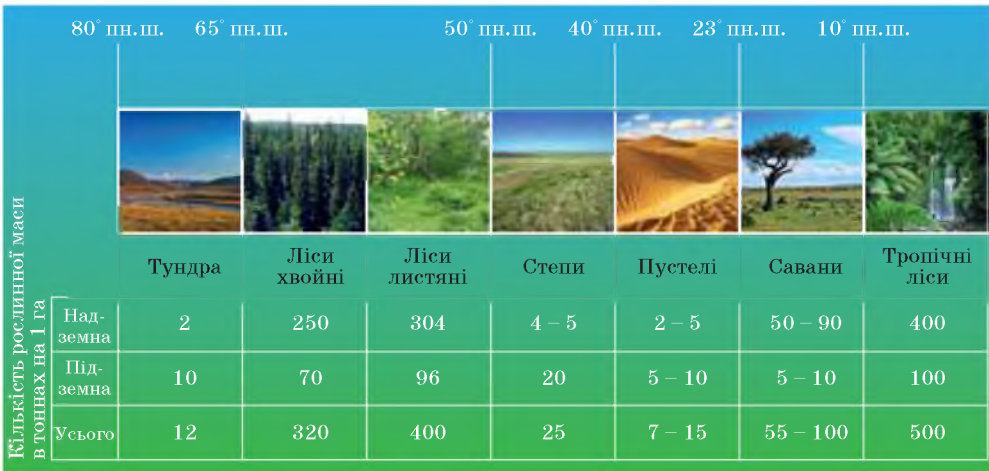 80° пн.ш. 65° пн.ш. 50° пн.ш. 40° пн.ш. 23° пн.ш. 10° пн.ш.
Кількість рослинної маси
в тоннах на 1 га
Тундра
Ліси
хвойні
Ліси
листяні
Степи
Пустелі
Савани
Тропічні
ліси
Над-
земна
2 250 304 4 – 5 2 – 5 50 – 90 400
Під-
земна
10 70 96 20 5 – 10 5 – 10 100
Усього 12 320 400 25 7 – 15 55 – 100 500